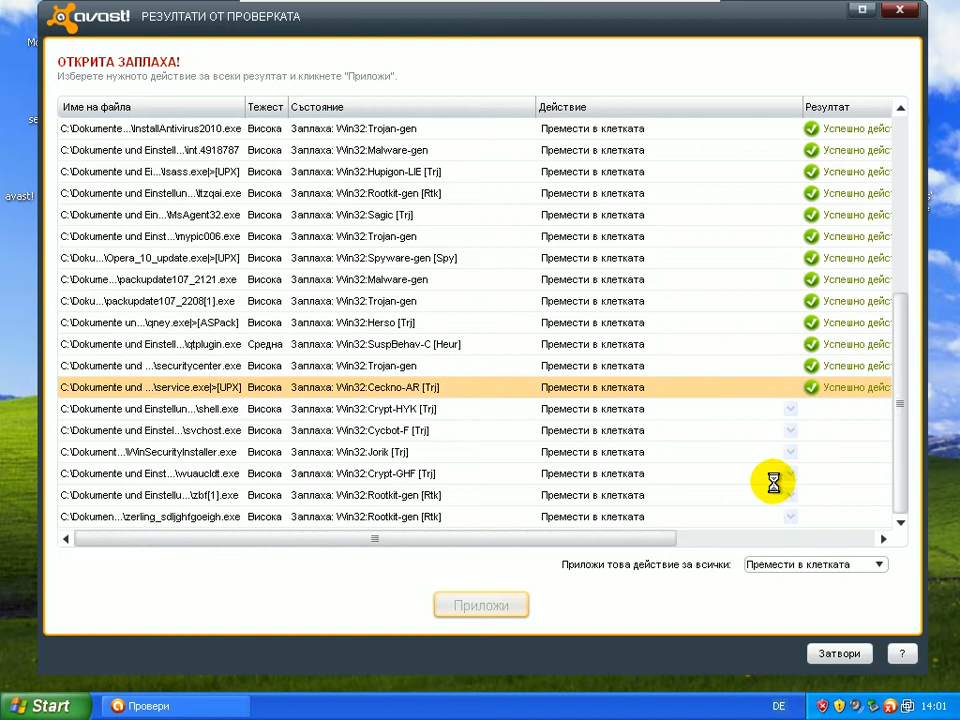 avast! РЕЗУЛТАТИ ОТ ПРОВЕРКАТА
ОТКРИТА ЗАПЛАХА!
Изберете нужното действие за всеки резултат и кликнете "Приложи".
Име на файла Тежест Състояние Действие Резултат
C:\Dokumente...\InstallAntivirus2010.exe Висока Заплаха: Win32:Trojan-gen Премести в клетката Успешно дейс
C:\Dokumente und Einstell...\int.4918787 Висока Заплаха: Win32:Malware-gen Премести в клетката Успешно дейс
C:\Dokumente und Ei...\lsass.exe|>[UPX] Висока Заплаха: Win32:Hupigon-LIE [Trj] Премести в клетката Успешно дейс
C:\Dokumente und Einstellun...\ltzqai.exe Висока Заплаха: Win32:Rootkit-gen [Rtk] Премести в клетката Успешно дейс
C:\Dokumente und Ein...\MsAgent32.exe Висока Заплаха: Win32:Sagic [Trj] Премести в клетката Успешно дейс
C:\Dokumente und Einst...\mypic006.exe Висока Заплаха: Win32:Trojan-gen Премести в клетката Успешно дейс
C:\Doku...\Opera_10_update.exe|>[UPX] Висока Заплаха: Win32:Spyware-gen [Spy] Премести в клетката Успешно дейс
C:\Dokume...\packupdate107_2121.exe Висока Заплаха: Win32:Malware-gen Премести в клетката Успешно дейс
C:\Doku...\packupdate107_2208[1].exe Висока Заплаха: Win32:Trojan-gen Премести в клетката Успешно дейс
C:\Dokumente un...\qney.exe|>[ASPack] Висока Заплаха: Win32:Herso [Trj] Премести в клетката Успешно дейс
C:\Dokumente und Einstell...\qtplugin.exe Средна Заплаха: Win32:SuspBehav-C [Heur] Премести в клетката Успешно дейс
C:\Dokumente und ...\securitycenter.exe Висока Заплаха: Win32:Trojan-gen Премести в клетката Успешно дейс
C:\Dokumente und ...\service.exe|>[UPX] Висока Заплаха: Win32:Ceckno-AR [Trj] Премести в клетката Успешно дейс
C:\Dokumente und Einstellun...\shell.exe Висока Заплаха: Win32:Crypt-HYK [Trj] Премести в клетката
C:\Dokumente und Einstell...\svchost.exe Висока Заплаха: Win32:Cycbot-F [Trj] Премести в клетката
C:\Document...\WinSecurityInstaller.exe Висока Заплаха: Win32:Jorik [Trj] Премести в клетката
C:\Dokumente und Einst...\wuaucldt.exe Висока Заплаха: Win32:Crypt-GHF [Trj] Премести в клетката
C:\Dokumente und Einstellu...\zbf[1].exe Висока Заплаха: Win32:Rootkit-gen [Rtk] Премести в клетката
C:\Dokumen...\zerling_sdljghfgoeigh.exe Висока Заплаха: Win32:Rootkit-gen [Rtk] Премести в клетката
Приложи това действие за всички: Премести в клетката
Приложи
Затвори ?
avast!
Start Провери DE 14:01